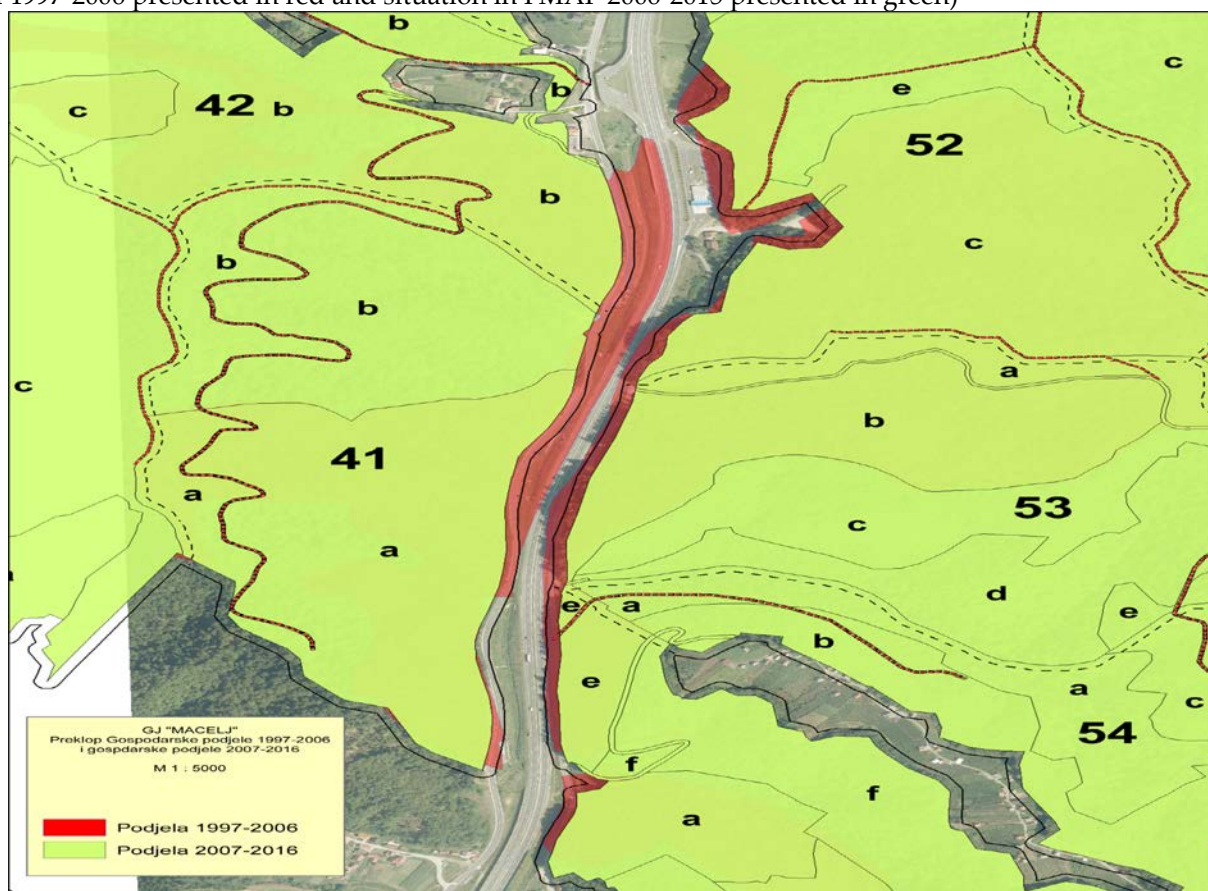 1997-2006 presented in red and situation in FMAP 2006-2015 presented in green)
b
c
42 b
b
e
c
52
b
c
b
b
c
a
b
41
a
a
c
53
a
e
a
d
e
b
e
a
c
54
f
f
a
GJ "MACELJ"
Preklop Gospodarske podjele 1997-2006
i gospdarske podjele 2007-2016
M 1 : 5000
Podjela 1997-2006
Podjela 2007-2016